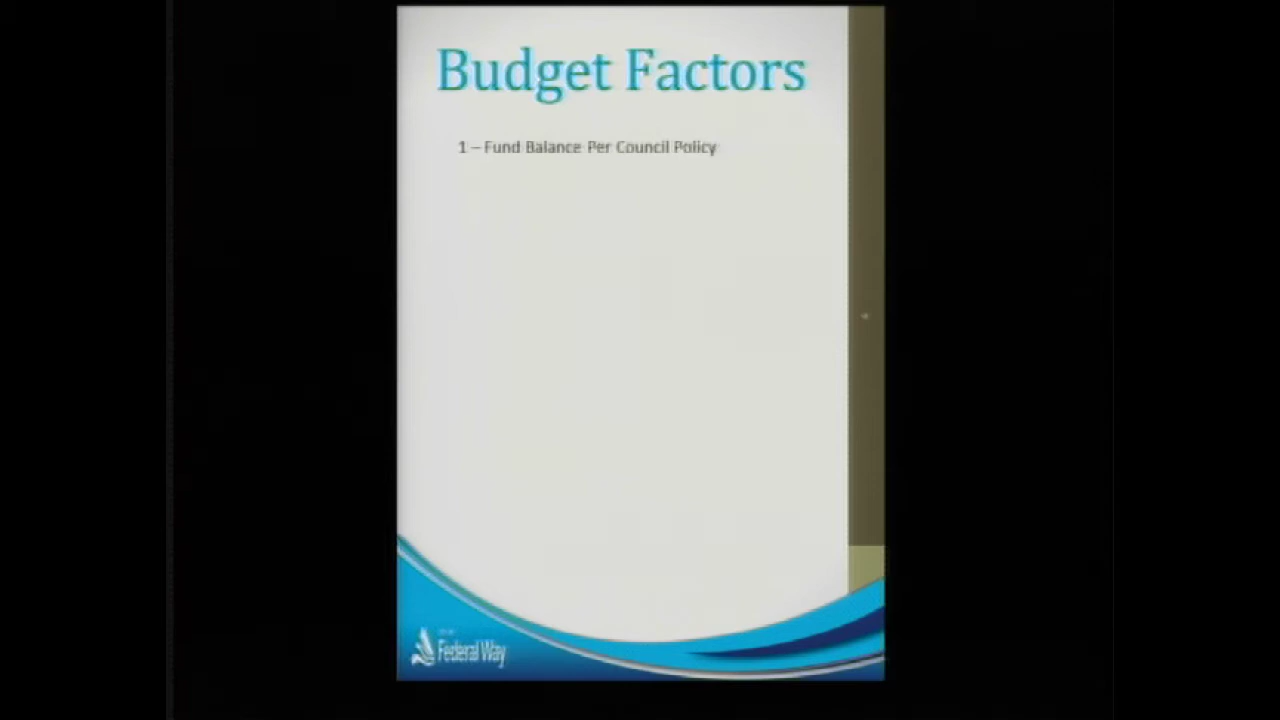 Budget Factors
1 – Fund Balance Per Council Policy
Federal Way